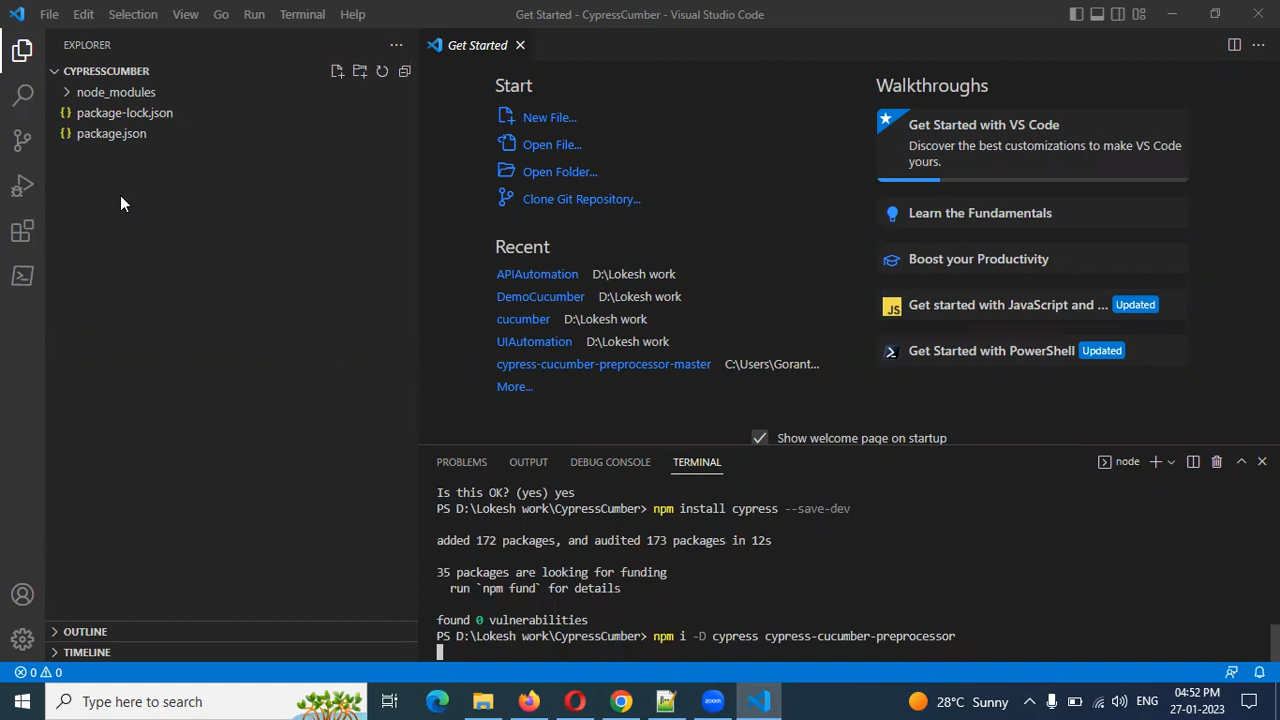 File Edit Selection View Go Run Terminal Help
Get Started - CypressCumber - Visual Studio Code
EXPLORER
CYPRESSCUMBER
node_modules
{} package-lock.json
{} package.json
OUTLINE
TIMELINE
Get Started
Start
New File...
Open File...
Open Folder...
Clone Git Repository...
Recent
APIAutomation D:\Lokesh work
DemoCucumber D:\Lokesh work
cucumber D:\Lokesh work
UIAutomation D:\Lokesh work
cypress-cucumber-preprocessor-master C:\Users\Gorant...
More...
Walkthroughs
Get Started with VS Code
Discover the best customizations to make VS Code
yours.
Learn the Fundamentals
Boost your Productivity
JS Get started with JavaScript and ... Updated
Get Started with PowerShell Updated
Show welcome page on startup
PROBLEMS OUTPUT DEBUG CONSOLE TERMINAL
node
Is this OK? (yes) yes
PS D:\Lokesh work\CypressCumber> npm install cypress --save-dev
added 172 packages, and audited 173 packages in 12s
35 packages are looking for funding
run `npm fund` for details
found 0 vulnerabilities
PS D:\Lokesh work\CypressCumber> npm i -D cypress cypress-cucumber-preprocessor
0 0
Type here to search
zoom
28°C Sunny
ENG
04:52 PM
27-01-2023